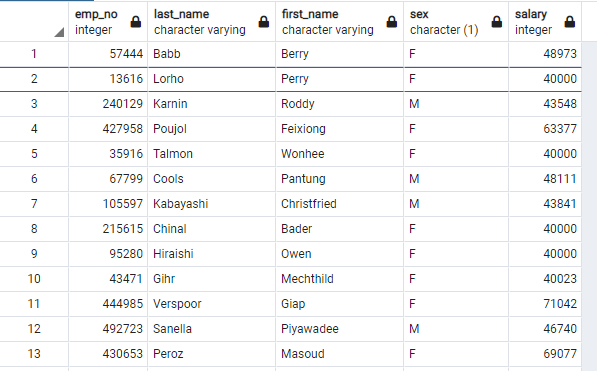 emp_no last_name first_name sex salary
integer character varying character varying character (1) integer
1 57444 Babb Berry F 48973
2 13616 Lorho Perry F 40000
3 240129 Karnin Roddy M 43548
4 427958 Poujol Feixiong F 63377
5 35916 Talmon Wonhee F 40000
6 67799 Cools Pantung M 48111
7 105597 Kabayashi Christfried M 43841
8 215615 Chinal Bader F 40000
9 95280 Hiraishi Owen F 40000
10 43471 Gihr Mechthild F 40023
11 444985 Verspoor Giap F 71042
12 492723 Sanella Piyawadee M 46740
13 430653 Peroz Masoud F 69077